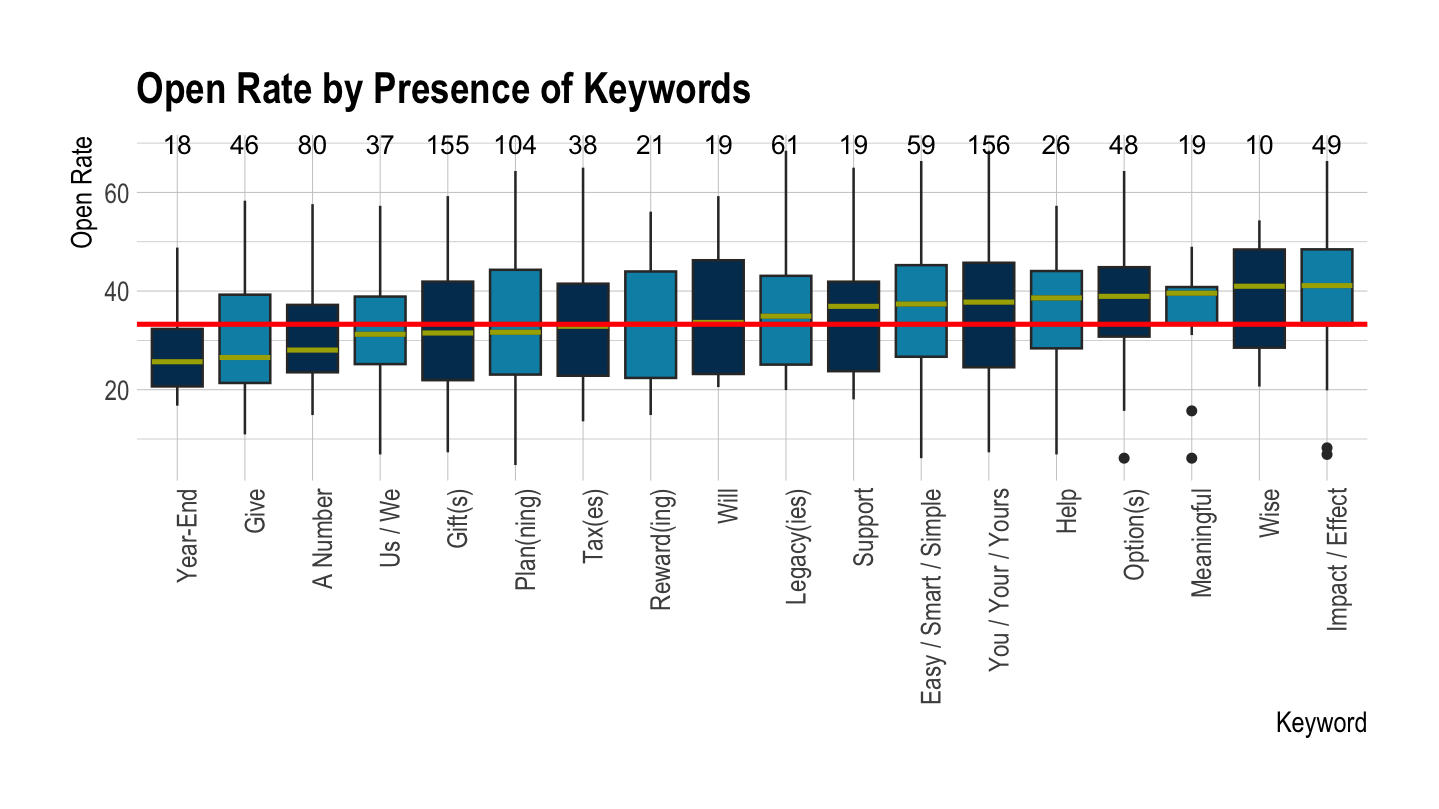 Open Rate by Presence of Keywords
18 46 80 37 155 104 38 21 19 61 19 59 156 26 48 19 10 49
Open Rate
60
40
20
Year-End
Give
A Number
Us / We
Gift(s)
Plan(ning)
Tax(es)
Reward(ing)
Will
Legacy(ies)
Support
Easy / Smart / Simple
You / Your / Yours
Help
Option(s)
Meaningful
Wise
Impact / Effect
Keyword